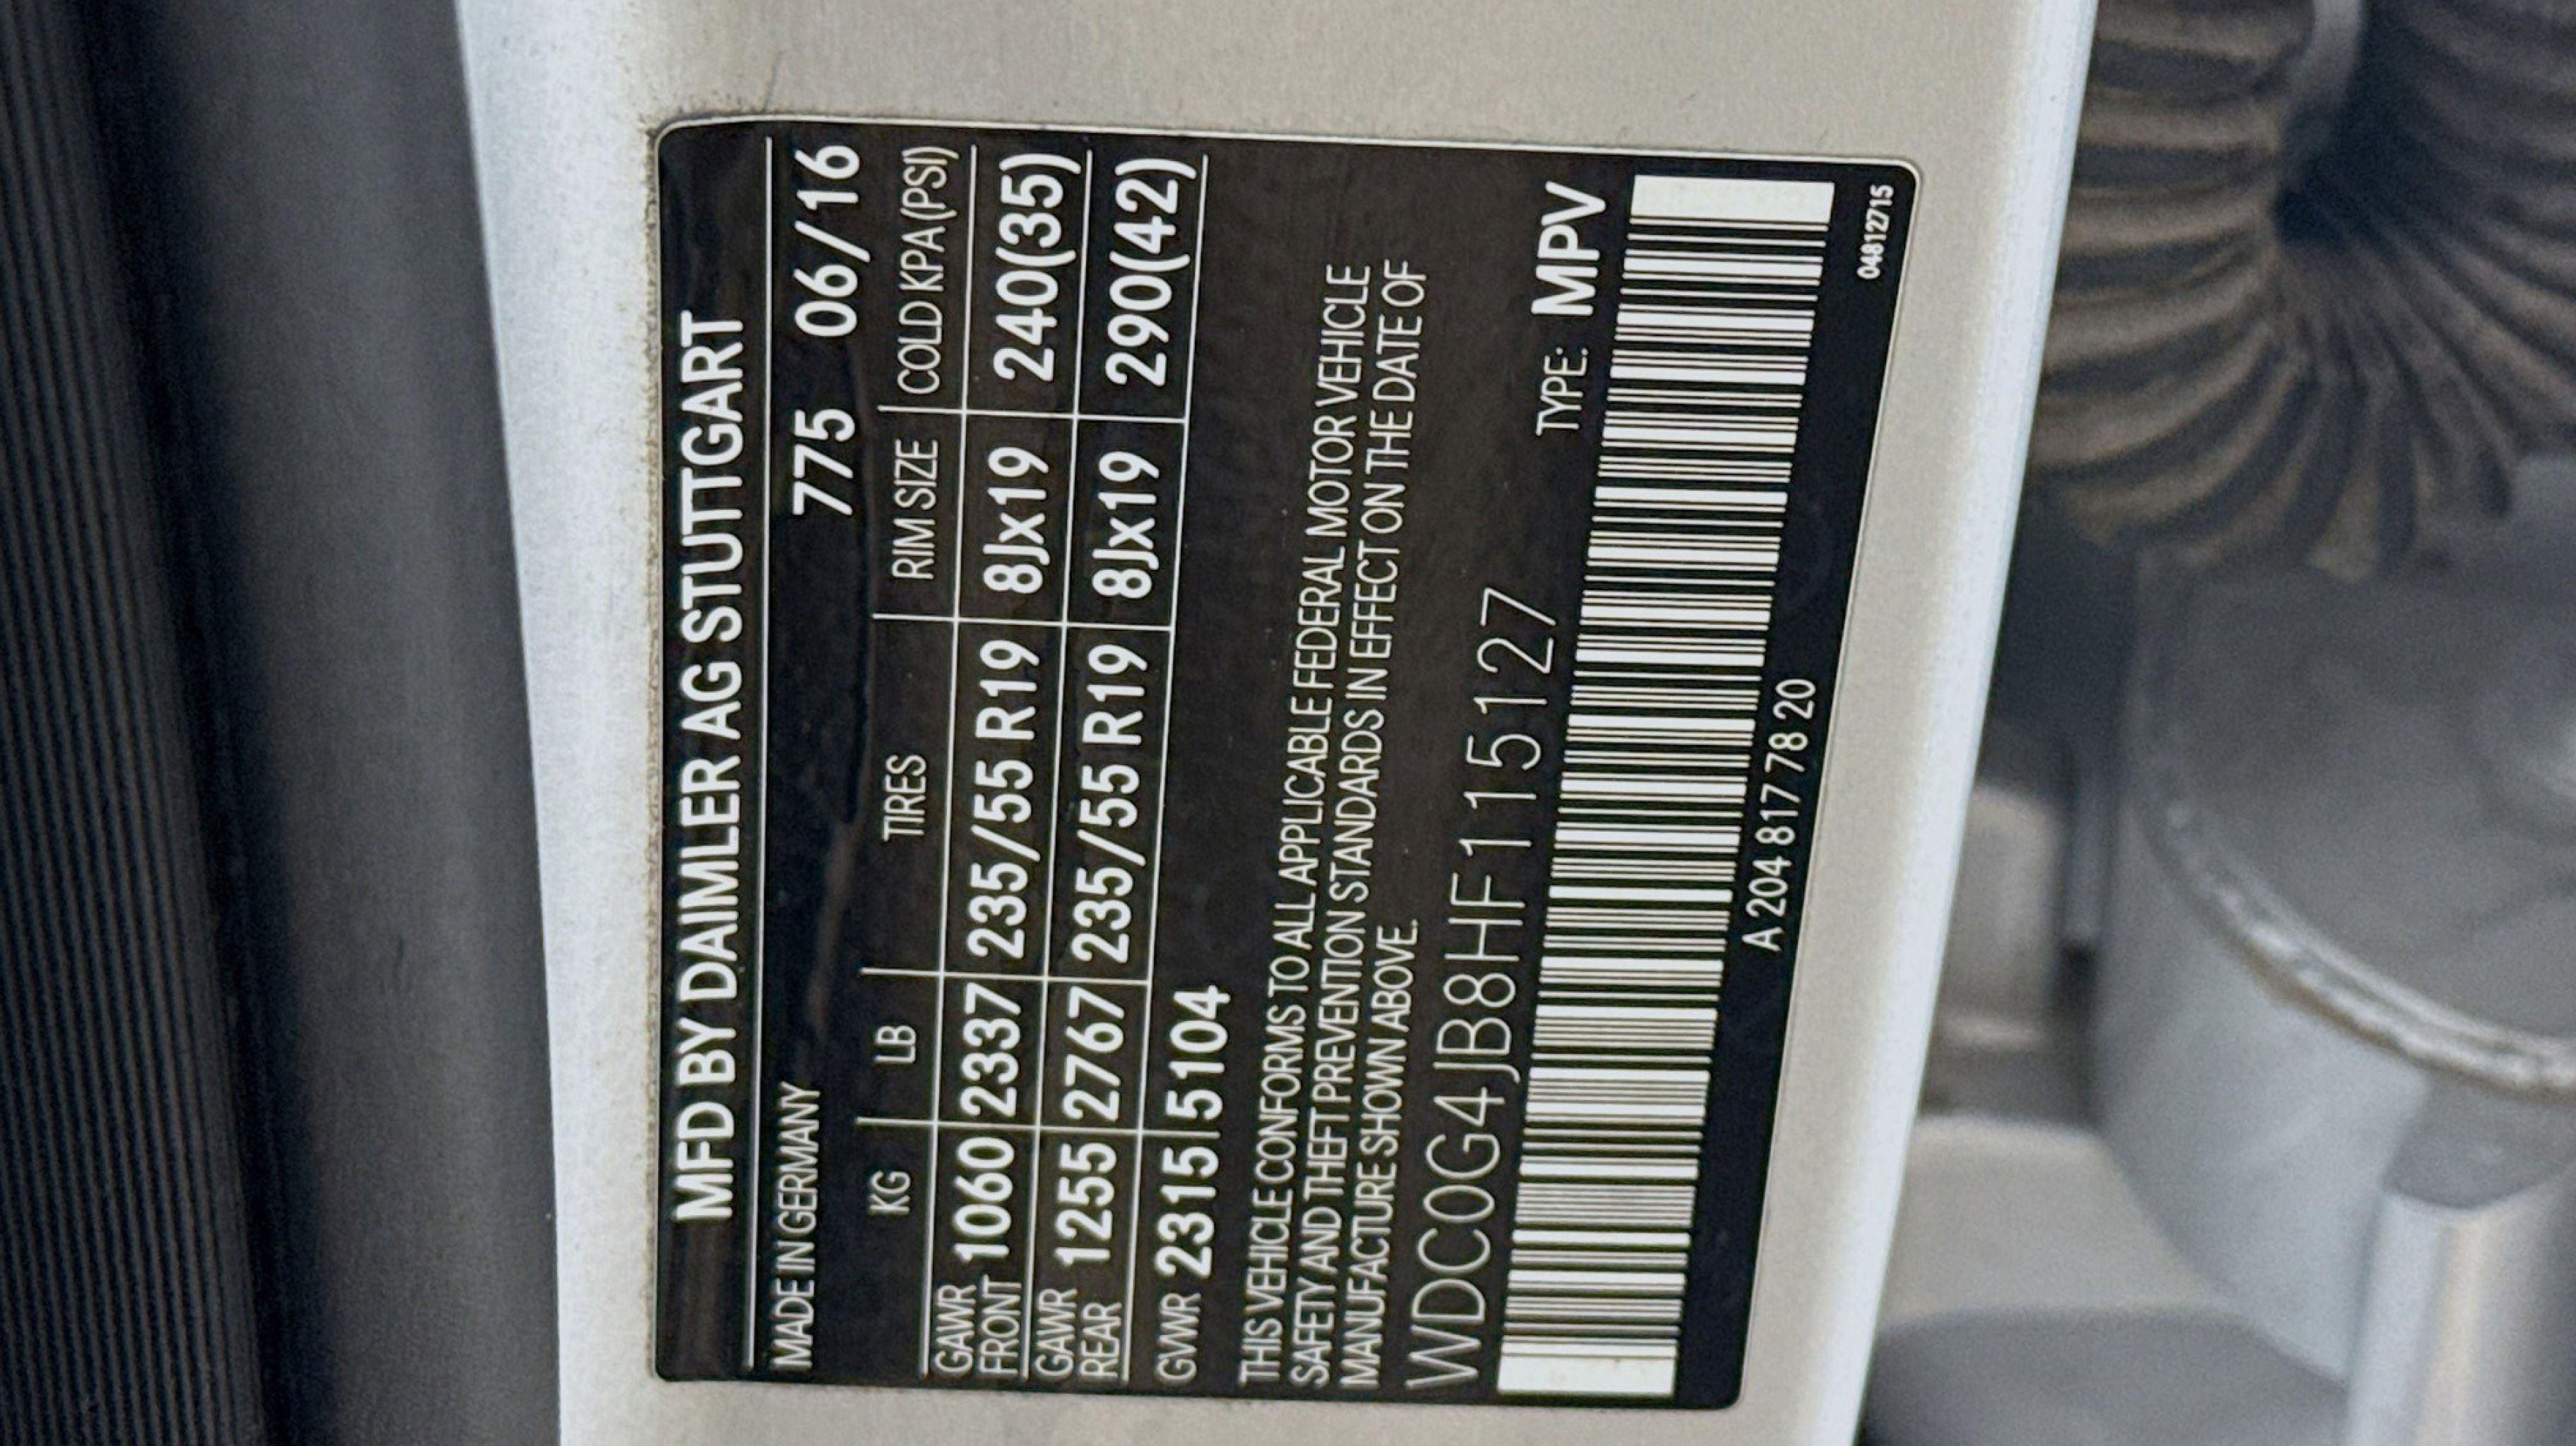 MFD BY DAIMLER AG STUTTGART
MADE IN GERMANY 775 06/16
KG LB TIRES RIM SIZE COLD KPA (PSI)
GAWR FRONT 1060 2337 235/55 R19 8Jx19 240(35)
GAWR REAR 1255 2767 235/55 R19 8Jx19 290(42)
GVWR 2315 5104
THIS VEHICLE CONFORMS TO ALL APPLICABLE FEDERAL MOTOR VEHICLE
SAFETY AND THEFT PREVENTION STANDARDS IN EFFECT ON THE DATE OF
MANUFACTURE SHOWN ABOVE.
WDC0G4JB8HF115127 TYPE: MPV
A 204 817 78 20
04812715